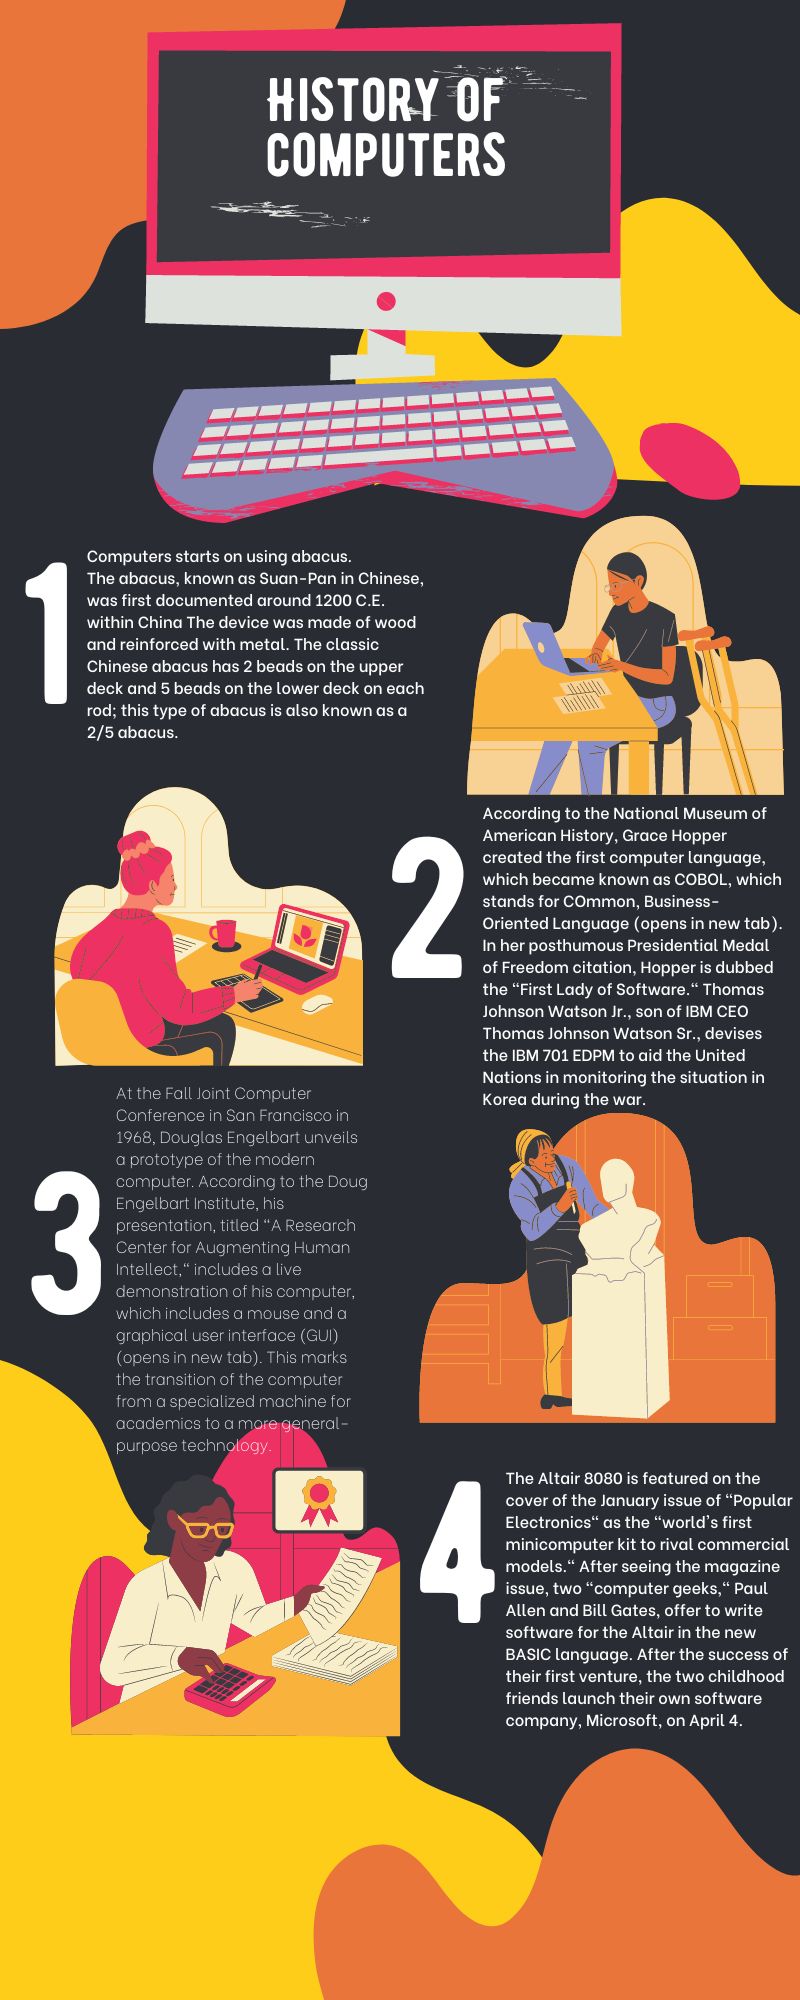 HISTORY OF
COMPUTERS
1
Computers starts on using abacus.
The abacus, known as Suan-Pan in Chinese,
was first documented around 1200 C.E.
within China The device was made of wood
and reinforced with metal. The classic
Chinese abacus has 2 beads on the upper
deck and 5 beads on the lower deck on each
rod; this type of abacus is also known as a
2/5 abacus.
2
According to the National Museum of
American History, Grace Hopper
created the first computer language,
which became known as COBOL, which
stands for COmmon, Business-
Oriented Language (opens in new tab).
In her posthumous Presidential Medal
of Freedom citation, Hopper is dubbed
the "First Lady of Software." Thomas
Johnson Watson Jr., son of IBM CEO
Thomas Johnson Watson Sr., devises
the IBM 701 EDPM to aid the United
Nations in monitoring the situation in
Korea during the war.
3
At the Fall Joint Computer
Conference in San Francisco in
1968, Douglas Engelbart unveils
a prototype of the modern
computer. According to the Doug
Engelbart Institute, his
presentation, titled "A Research
Center for Augmenting Human
Intellect," includes a live
demonstration of his computer,
which includes a mouse and a
graphical user interface (GUI)
(opens in new tab). This marks
the transition of the computer
from a specialized machine for
academics to a more general-
purpose technology.
4
The Altair 8080 is featured on the
cover of the January issue of "Popular
Electronics" as the "world's first
minicomputer kit to rival commercial
models." After seeing the magazine
issue, two "computer geeks," Paul
Allen and Bill Gates, offer to write
software for the Altair in the new
BASIC language. After the success of
their first venture, the two childhood
friends launch their own software
company, Microsoft, on April 4.